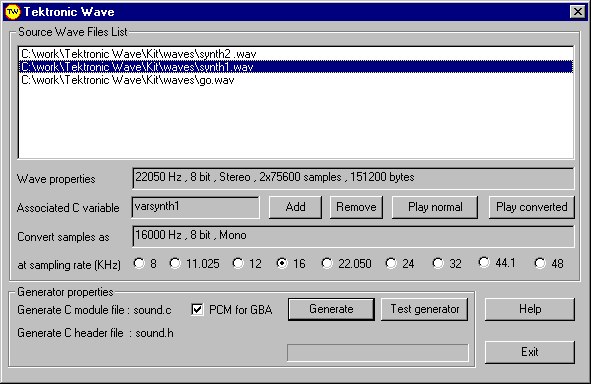 TW Tektronic Wave
Source Wave Files List
C:\work\Tektronic Wave\Kit\waves\synth2 .wav
C:\work\Tektronic Wave\Kit\waves\synth1.wav
C:\work\Tektronic Wave\Kit\waves\go.wav
Wave properties 22050 Hz , 8 bit , Stereo , 2x75600 samples , 151200 bytes
Associated C variable varsynth1 Add Remove Play normal Play converted
Convert samples as 16000 Hz , 8 bit , Mono
at sampling rate (KHz) 8 11.025 12 16 22.050 24 32 44.1 48
Generator properties
Generate C module file : sound.c PCM for GBA Generate Test generator Help
Generate C header file : sound.h
Exit